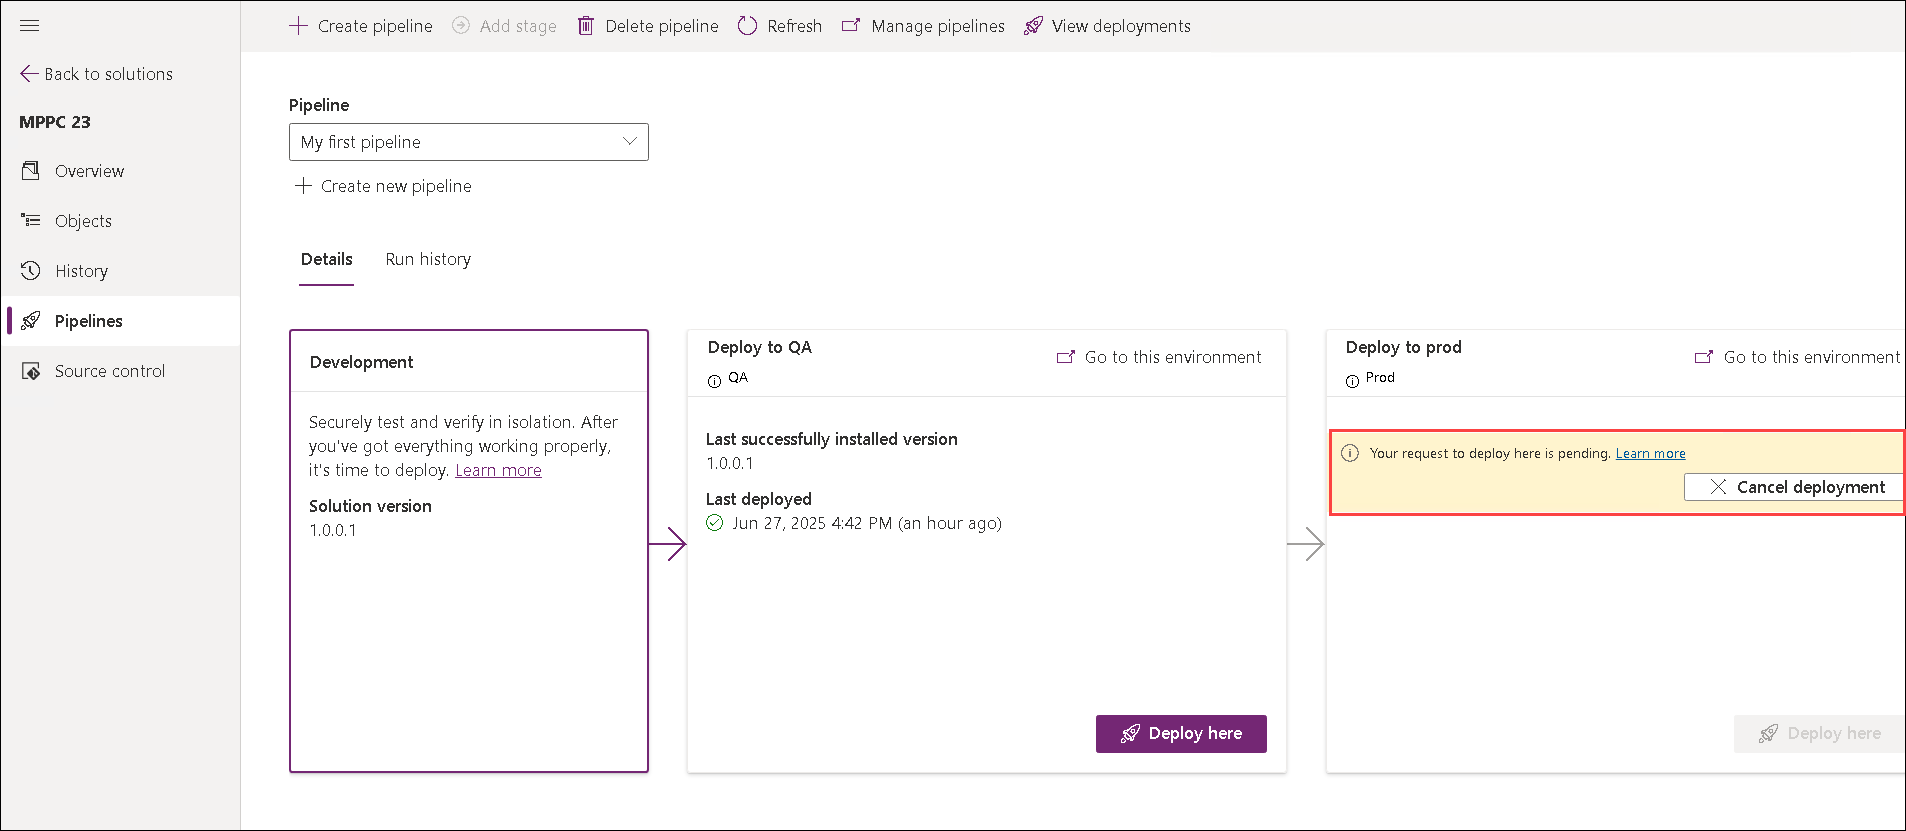 Create pipeline
Add stage
Delete pipeline
Refresh
Manage pipelines
View deployments
Back to solutions
MPPC 23
Overview
Objects
History
Pipelines
Source control
Pipeline
My first pipeline
Create new pipeline
Details
Run history
Development
Securely test and verify in isolation. After
you've got everything working properly,
it's time to deploy. Learn more
Solution version
1.0.0.1
Deploy to QA
QA
Go to this environment
Last successfully installed version
1.0.0.1
Last deployed
Jun 27, 2025 4:42 PM (an hour ago)
Deploy here
Deploy to prod
Prod
Go to this environment
Your request to deploy here is pending. Learn more
Cancel deployment
Deploy here